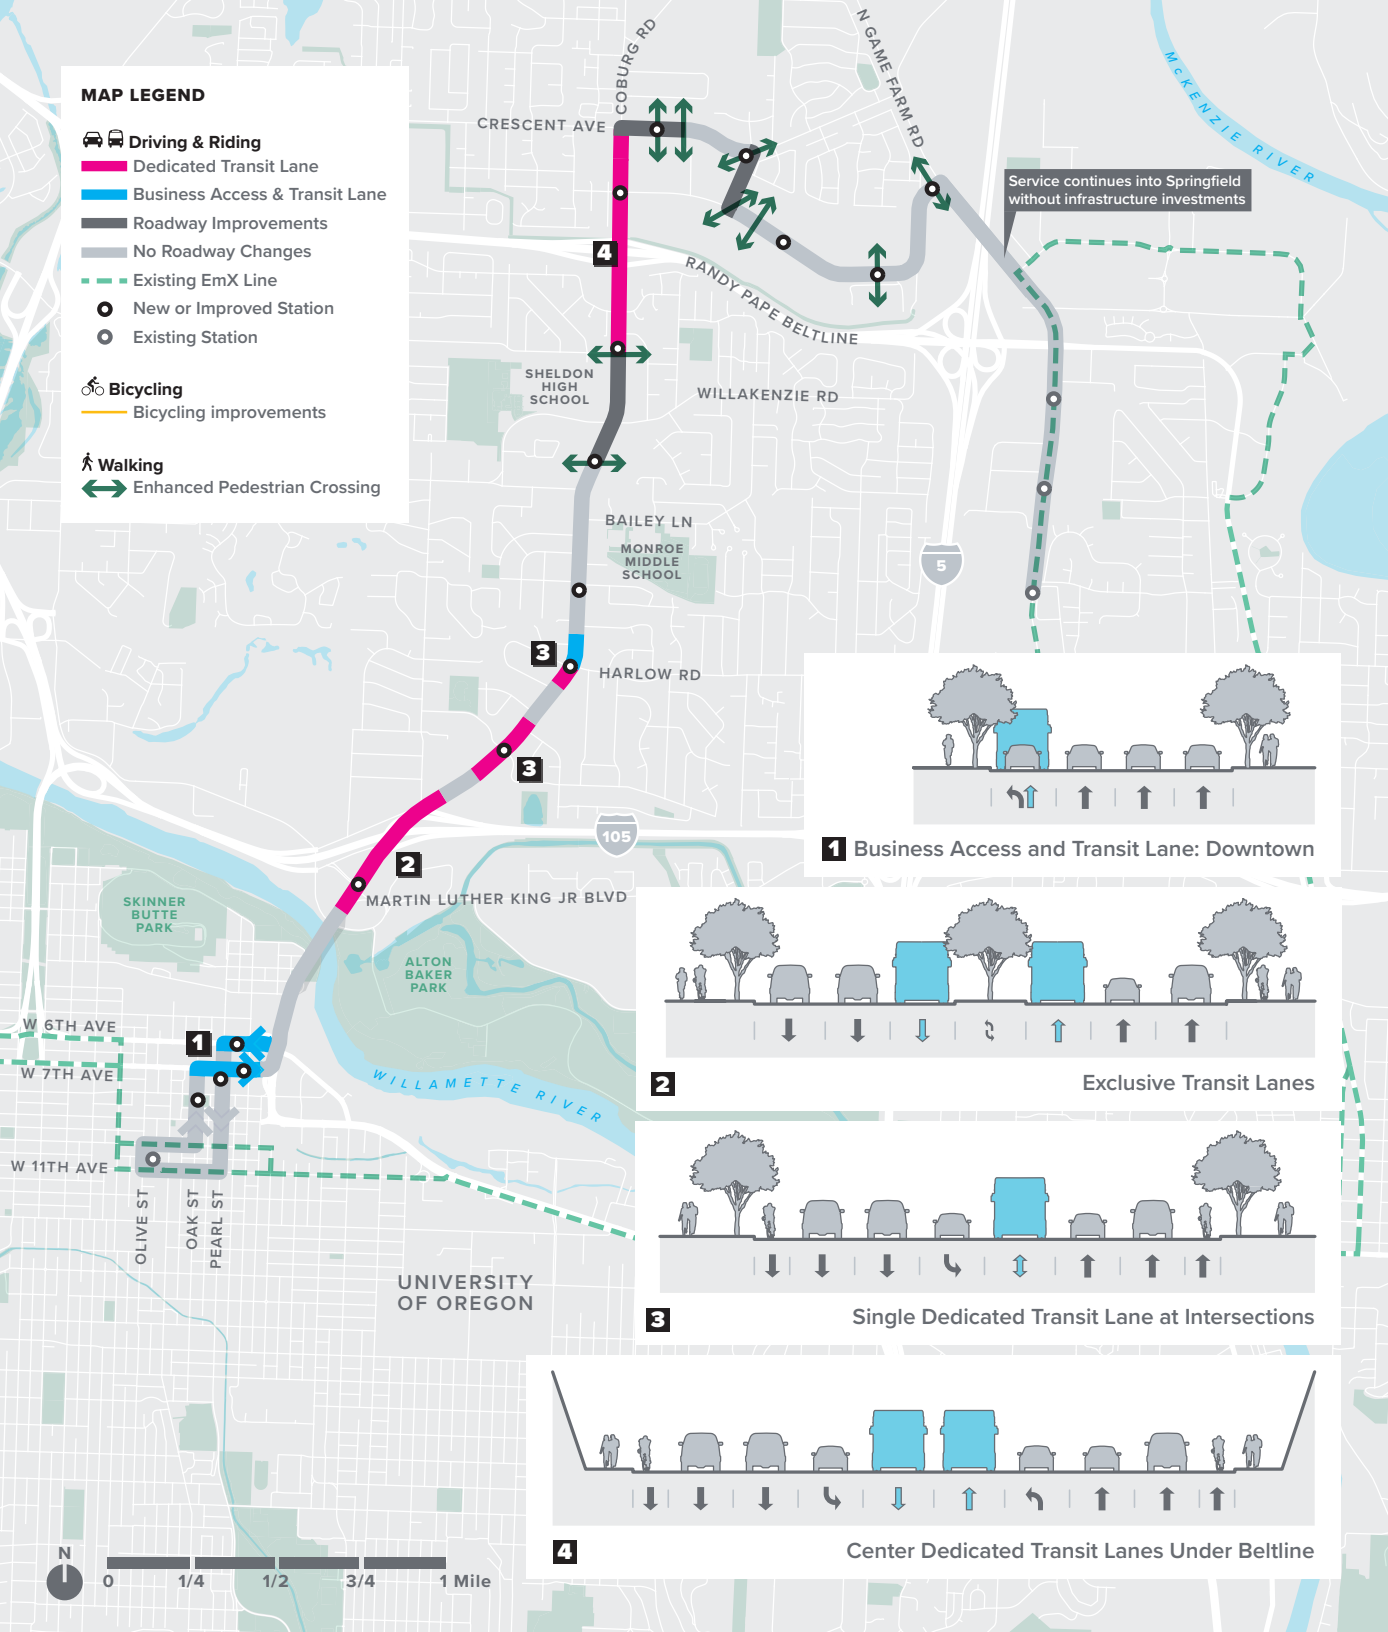 COBURG RD
N GAME FARM RD
McKENZIE RIVER
MAP LEGEND
Driving & Riding
Dedicated Transit Lane
Business Access & Transit Lane
Roadway Improvements
No Roadway Changes
Existing EmX Line
New or Improved Station
Existing Station
Bicycling
Bicycling improvements
Walking
Enhanced Pedestrian Crossing
CRESCENT AVE
Service continues into Springfield
without infrastructure investments
4
RANDY PAPE BELTLINE
SHELDON
HIGH
SCHOOL
WILLAKENZIE RD
BAILEY LN
MONROE
MIDDLE
SCHOOL
5
3
HARLOW RD
3
105
2
MARTIN LUTHER KING JR BLVD
SKINNER
BUTTE
PARK
ALTON
BAKER
PARK
W 6TH AVE
1
W 7TH AVE
WILLAMETTE RIVER
W 11TH AVE
OLIVE ST
OAK ST
PEARL ST
UNIVERSITY
OF OREGON
1 Business Access and Transit Lane: Downtown
2 Exclusive Transit Lanes
3 Single Dedicated Transit Lane at Intersections
4 Center Dedicated Transit Lanes Under Beltline
N
0 1/4 1/2 3/4 1 Mile